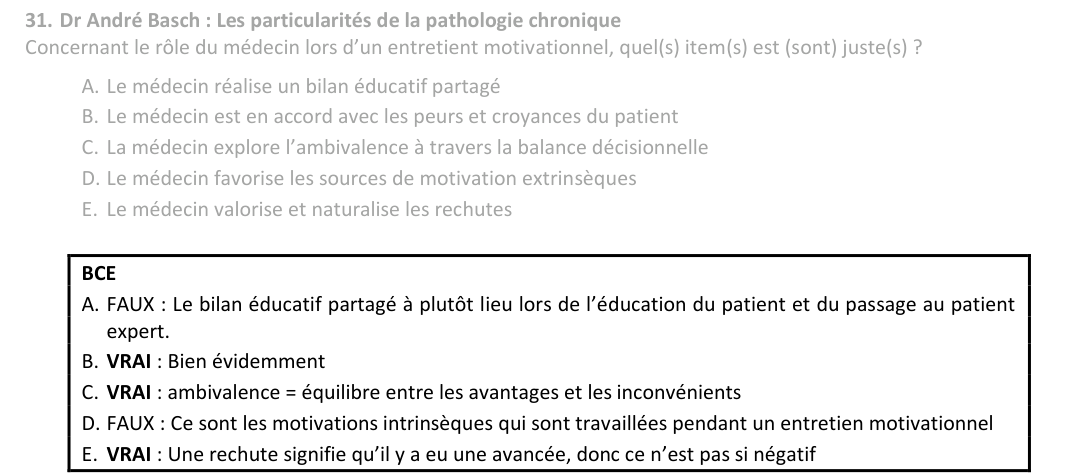 31. Dr André Basch : Les particularités de la pathologie chronique
Concernant le rôle du médecin lors d’un entretient motivationnel, quel(s) item(s) est (sont) juste(s) ?
A. Le médecin réalise un bilan éducatif partagé
B. Le médecin est en accord avec les peurs et croyances du patient
C. La médecin explore l’ambivalence à travers la balance décisionnelle
D. Le médecin favorise les sources de motivation extrinsèques
E. Le médecin valorise et naturalise les rechutes
BCE
A. FAUX : Le bilan éducatif partagé à plutôt lieu lors de l’éducation du patient et du passage au patient
expert.
B. VRAI : Bien évidemment
C. VRAI : ambivalence = équilibre entre les avantages et les inconvénients
D. FAUX : Ce sont les motivations intrinsèques qui sont travaillées pendant un entretien motivationnel
E. VRAI : Une rechute signifie qu’il y a eu une avancée, donc ce n’est pas si négatif